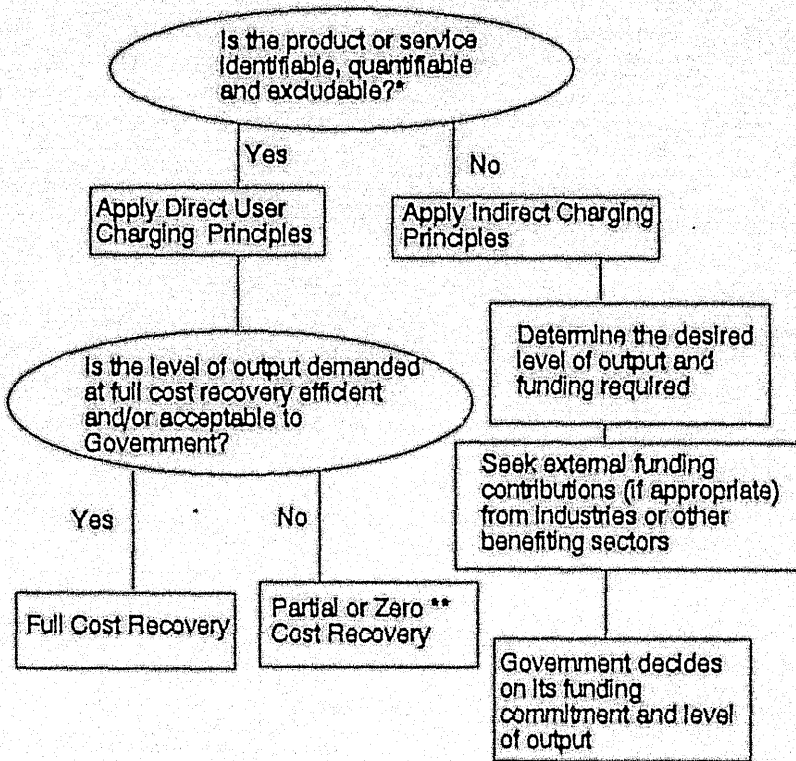 Is the product or service
identifiable, quantifiable
and excludable?*
Yes
No
Apply Direct User
Charging Principles
Apply Indirect Charging
Principles
Determine the desired
level of output and
funding required
Is the level of output demanded
at full cost recovery efficient
and/or acceptable to
Government?
Seek external funding
contributions (if appropriate)
from industries or other
benefiting sectors
Yes
No
Full Cost Recovery
Partial or Zero **
Cost Recovery
Government decides
on its funding
commitment and level
of output